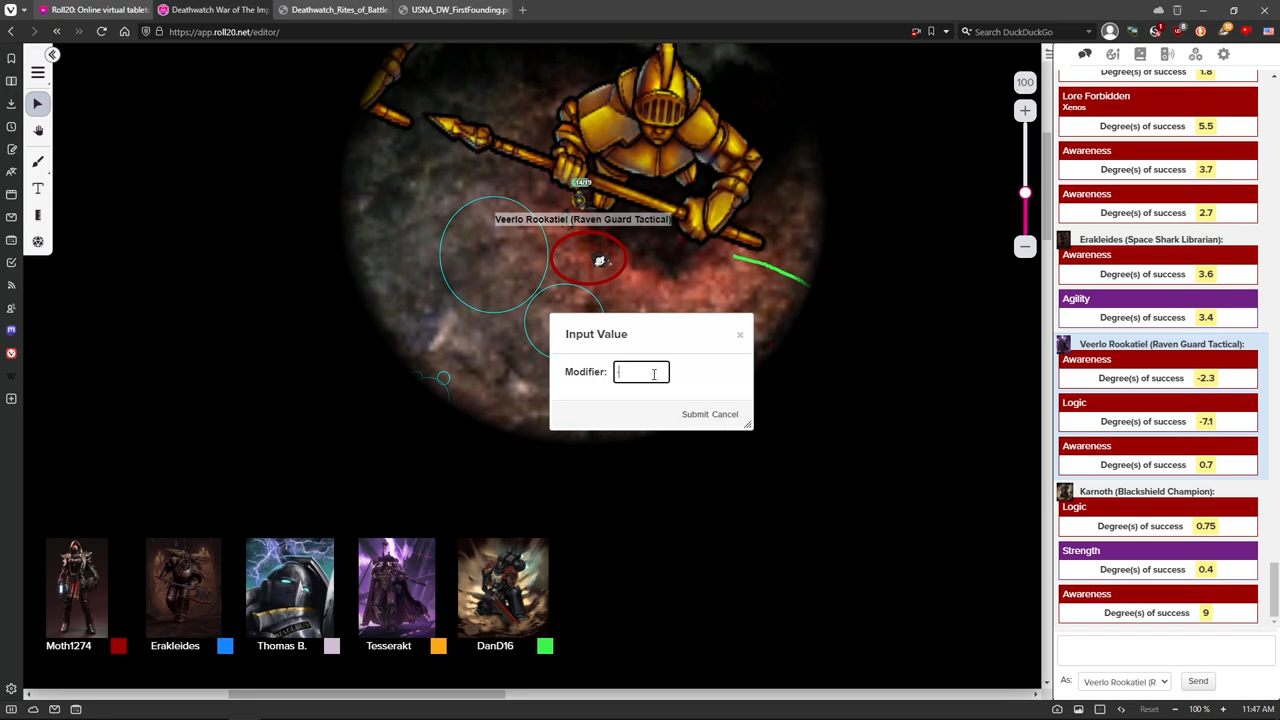 Roll20: Online virtual tablet
Deathwatch War of The Imp
Deathwatch_Rites_of_Battle
USNA_DW_FirstFounding.p
https://app.roll20.net/editor/
Search DuckDuckGo
100
Degree(s) of success 1.8
Lore Forbidden
Xenos
Degree(s) of success 5.5
Awareness
Degree(s) of success 3.7
Awareness
Degree(s) of success 2.7
Erakleides (Space Shark Librarian):
Awareness
Degree(s) of success 3.6
Agility
Degree(s) of success 3.4
Veerlo Rookatiel (Raven Guard Tactical):
Awareness
Degree(s) of success -2.3
Logic
Degree(s) of success -7.1
Awareness
Degree(s) of success 0.7
Karnoth (Blackshield Champion):
Logic
Degree(s) of success 0.75
Strength
Degree(s) of success 0.4
Awareness
Degree(s) of success 9
Veerlo Rookatiel (Raven Guard Tactical)
Input Value
Modifier: -
Submit Cancel
Moth1274
Erakleides
Thomas B.
Tesserakt
DanD16
As: Veerlo Rookatiel (R
Send
Reset
100 %
11:47 AM